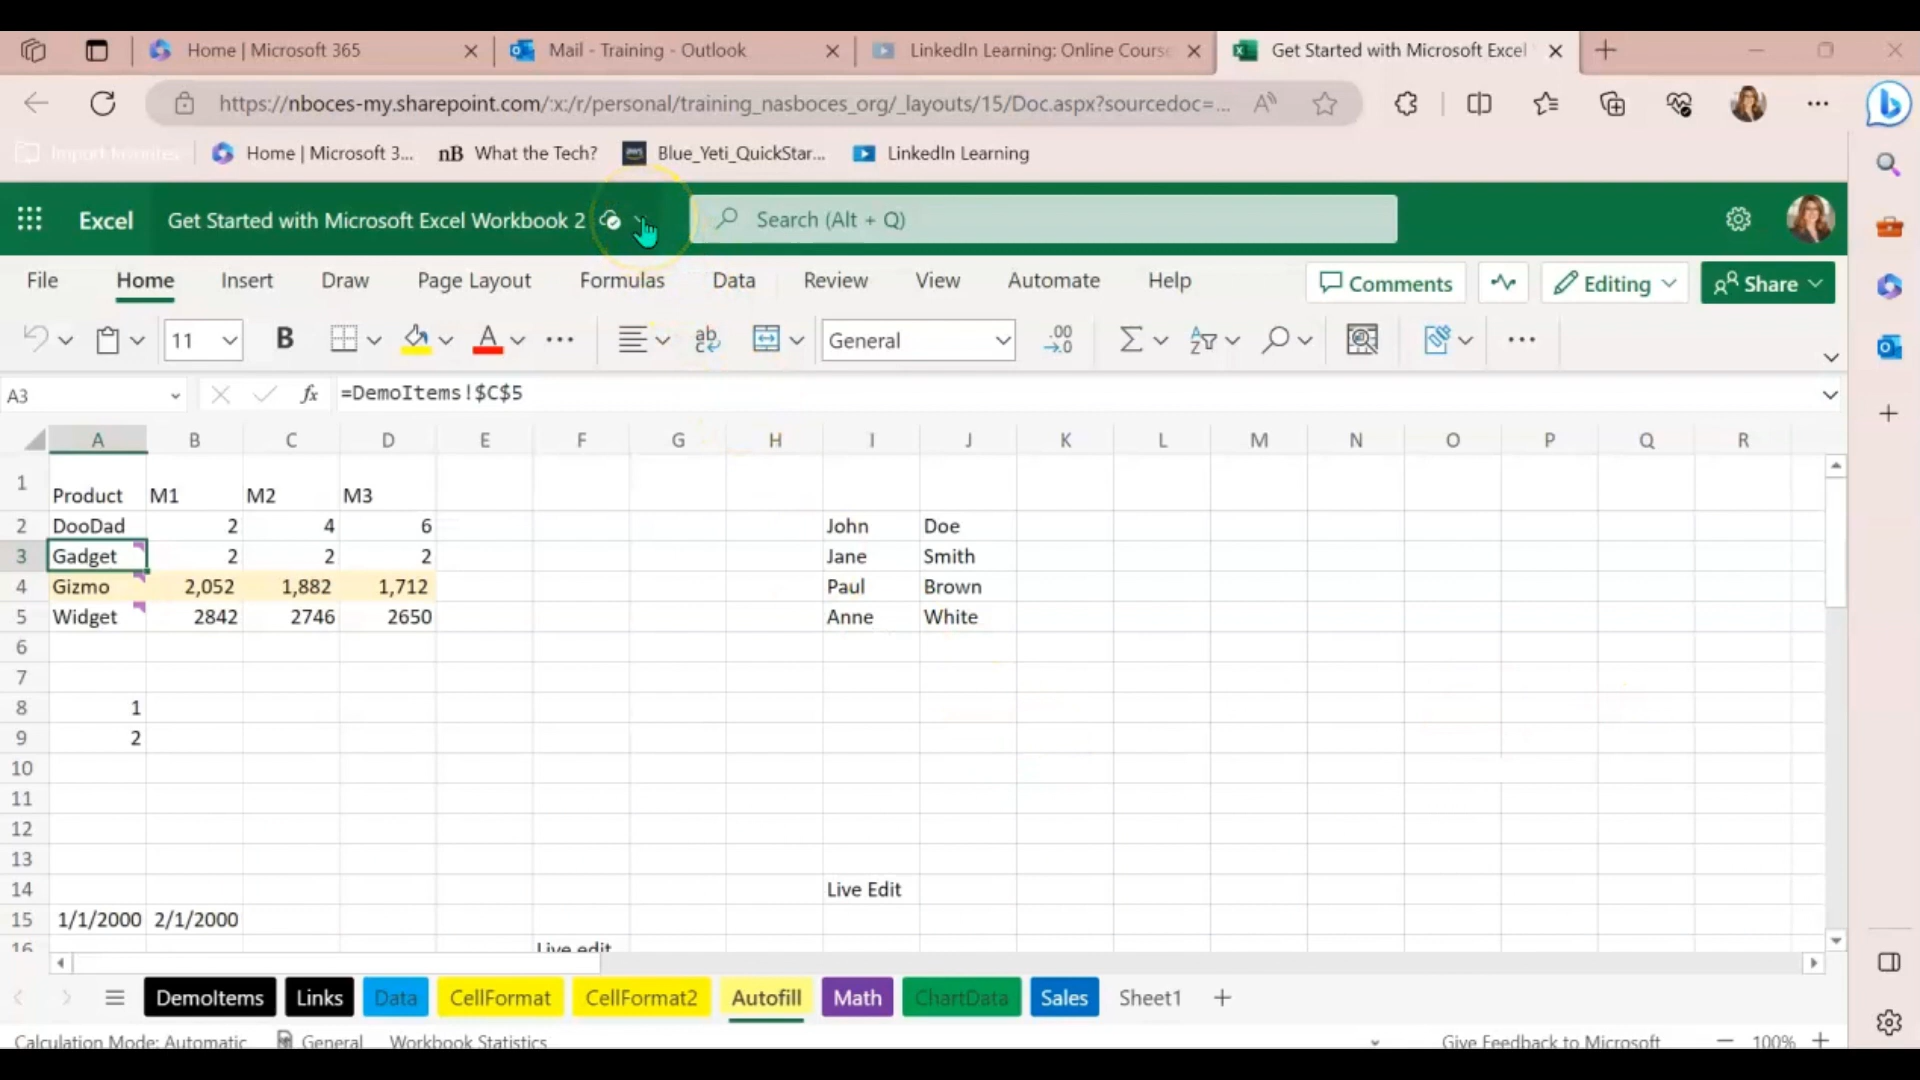 Home | Microsoft 365
Mail - Training - Outlook
LinkedIn Learning: Online Course
Get Started with Microsoft Excel
https://nboces-my.sharepoint.com/:x:/r/personal/training_nasboces_org/_layouts/15/Doc.aspx?sourcedoc=...
Import favorites
Home | Microsoft 3...
nB What the Tech?
Blue_Yeti_QuickStar...
LinkedIn Learning
Excel
Get Started with Microsoft Excel Workbook 2
Search (Alt + Q)
File Home Insert Draw Page Layout Formulas Data Review View Automate Help
Comments
Editing
Share
11
B
A
ab
General
.00
A3
fx
=DemoItems!$C$5
A B C D E F G H I J K L M N O P Q R
1 Product M1 M2 M3
2 DooDad 2 4 6 John Doe
3 Gadget 2 2 2 Jane Smith
4 Gizmo 2,052 1,882 1,712 Paul Brown
5 Widget 2842 2746 2650 Anne White
6
7
8 1
9 2
10
11
12
13
14 Live Edit
15 1/1/2000 2/1/2000
16 Live edit
DemoItems Links Data CellFormat CellFormat2 Autofill Math ChartData Sales Sheet1
Calculation Mode: Automatic General Workbook Statistics
Give Feedback to Microsoft
100%